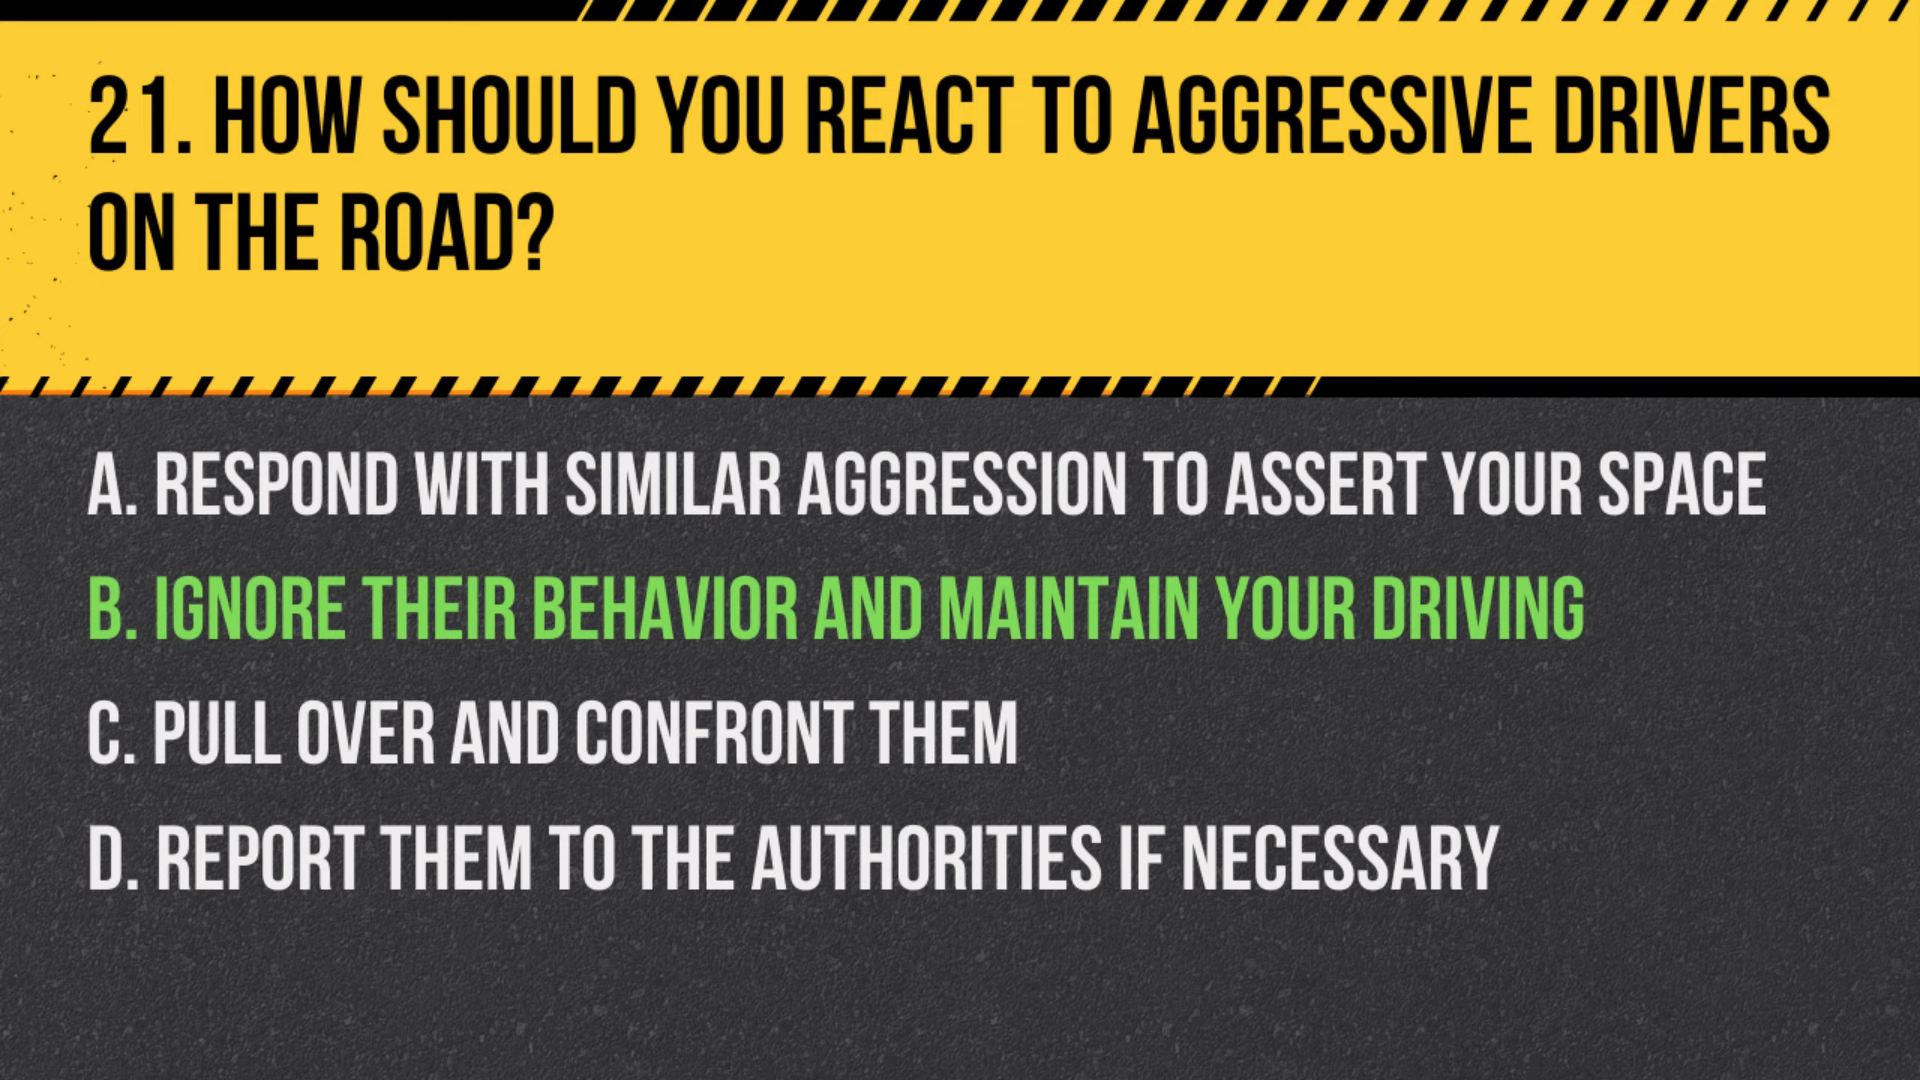 21. HOW SHOULD YOU REACT TO AGGRESSIVE DRIVERS
ON THE ROAD?
A. RESPOND WITH SIMILAR AGGRESSION TO ASSERT YOUR SPACE
B. IGNORE THEIR BEHAVIOR AND MAINTAIN YOUR DRIVING
C. PULL OVER AND CONFRONT THEM
D. REPORT THEM TO THE AUTHORITIES IF NECESSARY